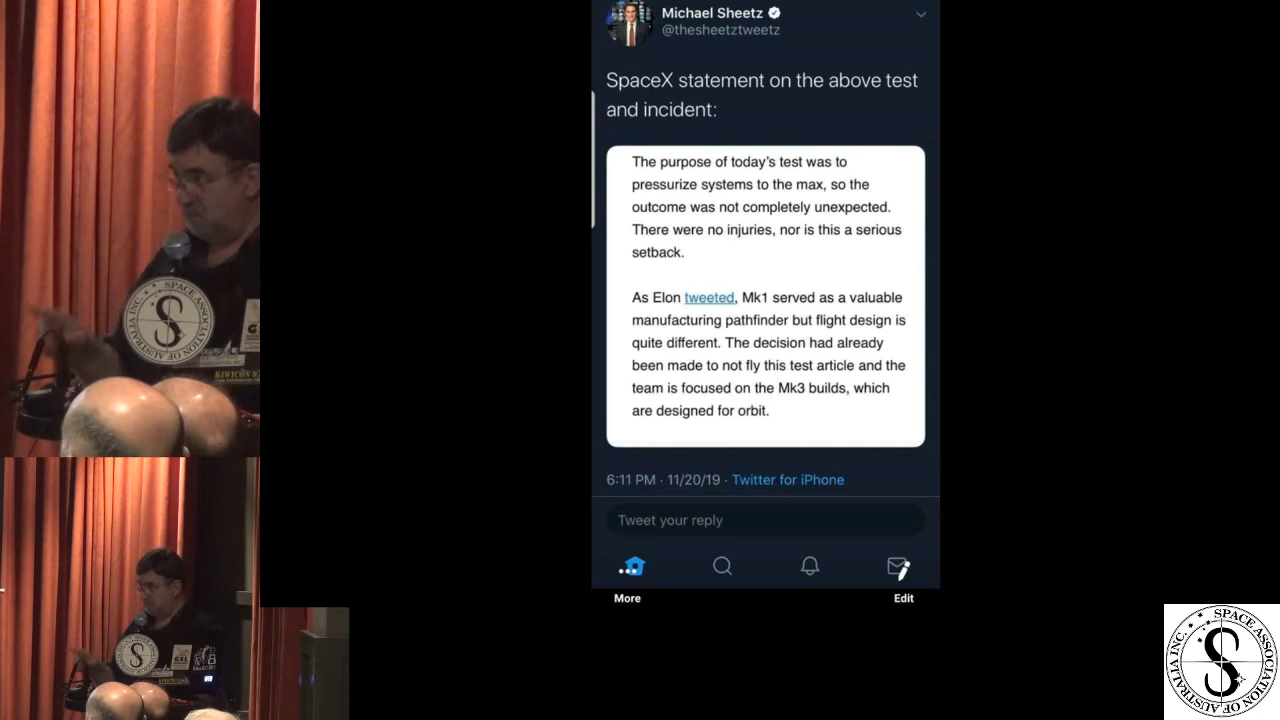 Michael Sheetz
@thesheetztweetz
SpaceX statement on the above test
and incident:
The purpose of today's test was to
pressurize systems to the max, so the
outcome was not completely unexpected.
There were no injuries, nor is this a serious
setback.
As Elon tweeted, Mk1 served as a valuable
manufacturing pathfinder but flight design is
quite different. The decision had already
been made to not fly this test article and the
team is focused on the Mk3 builds, which
are designed for orbit.
6:11 PM · 11/20/19 · Twitter for iPhone
Tweet your reply
More
Edit
SPACE ASSOCIATION OF AUSTRALIA INC.
S
SPACE ASSOCIATION OF AUSTRALIA INC.
S